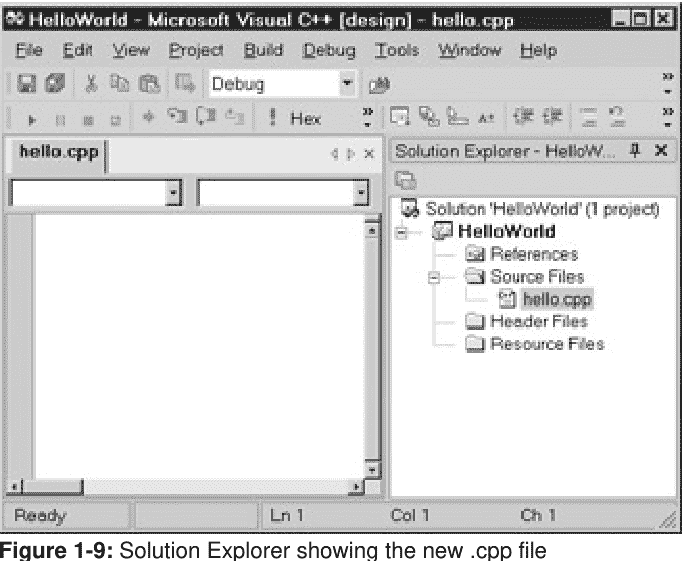 HelloWorld - Microsoft Visual C++ [design] - hello.cpp
File Edit View Project Build Debug Tools Window Help
Debug
Hex
hello.cpp
Solution Explorer - HelloW...
Solution 'HelloWorld' (1 project)
HelloWorld
References
Source Files
hello.cpp
Header Files
Resource Files
Ready Ln 1 Col 1 Ch 1
Figure 1-9: Solution Explorer showing the new .cpp file